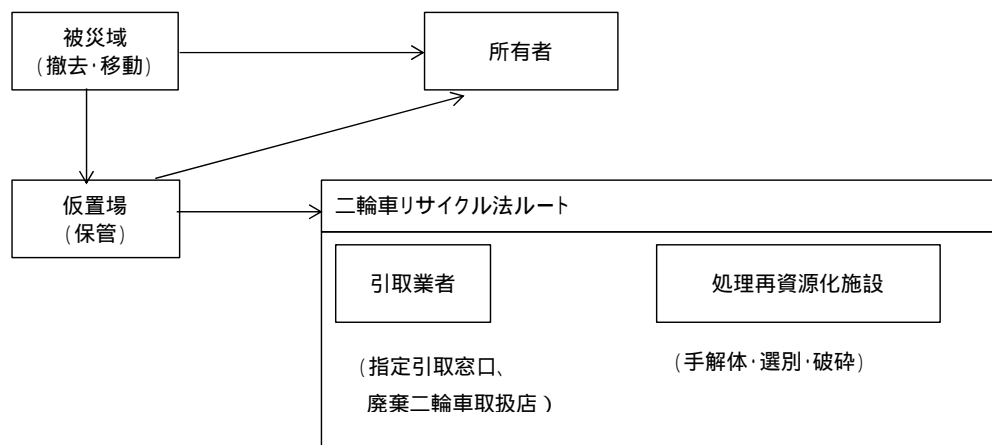 被災域
(撤去・移動)
所有者
仮置場
(保管)
二輪車リサイクル法ルート
引取業者
処理再資源化施設
(指定引取窓口、
廃棄二輪車取扱店)
(手解体・選別・破砕)